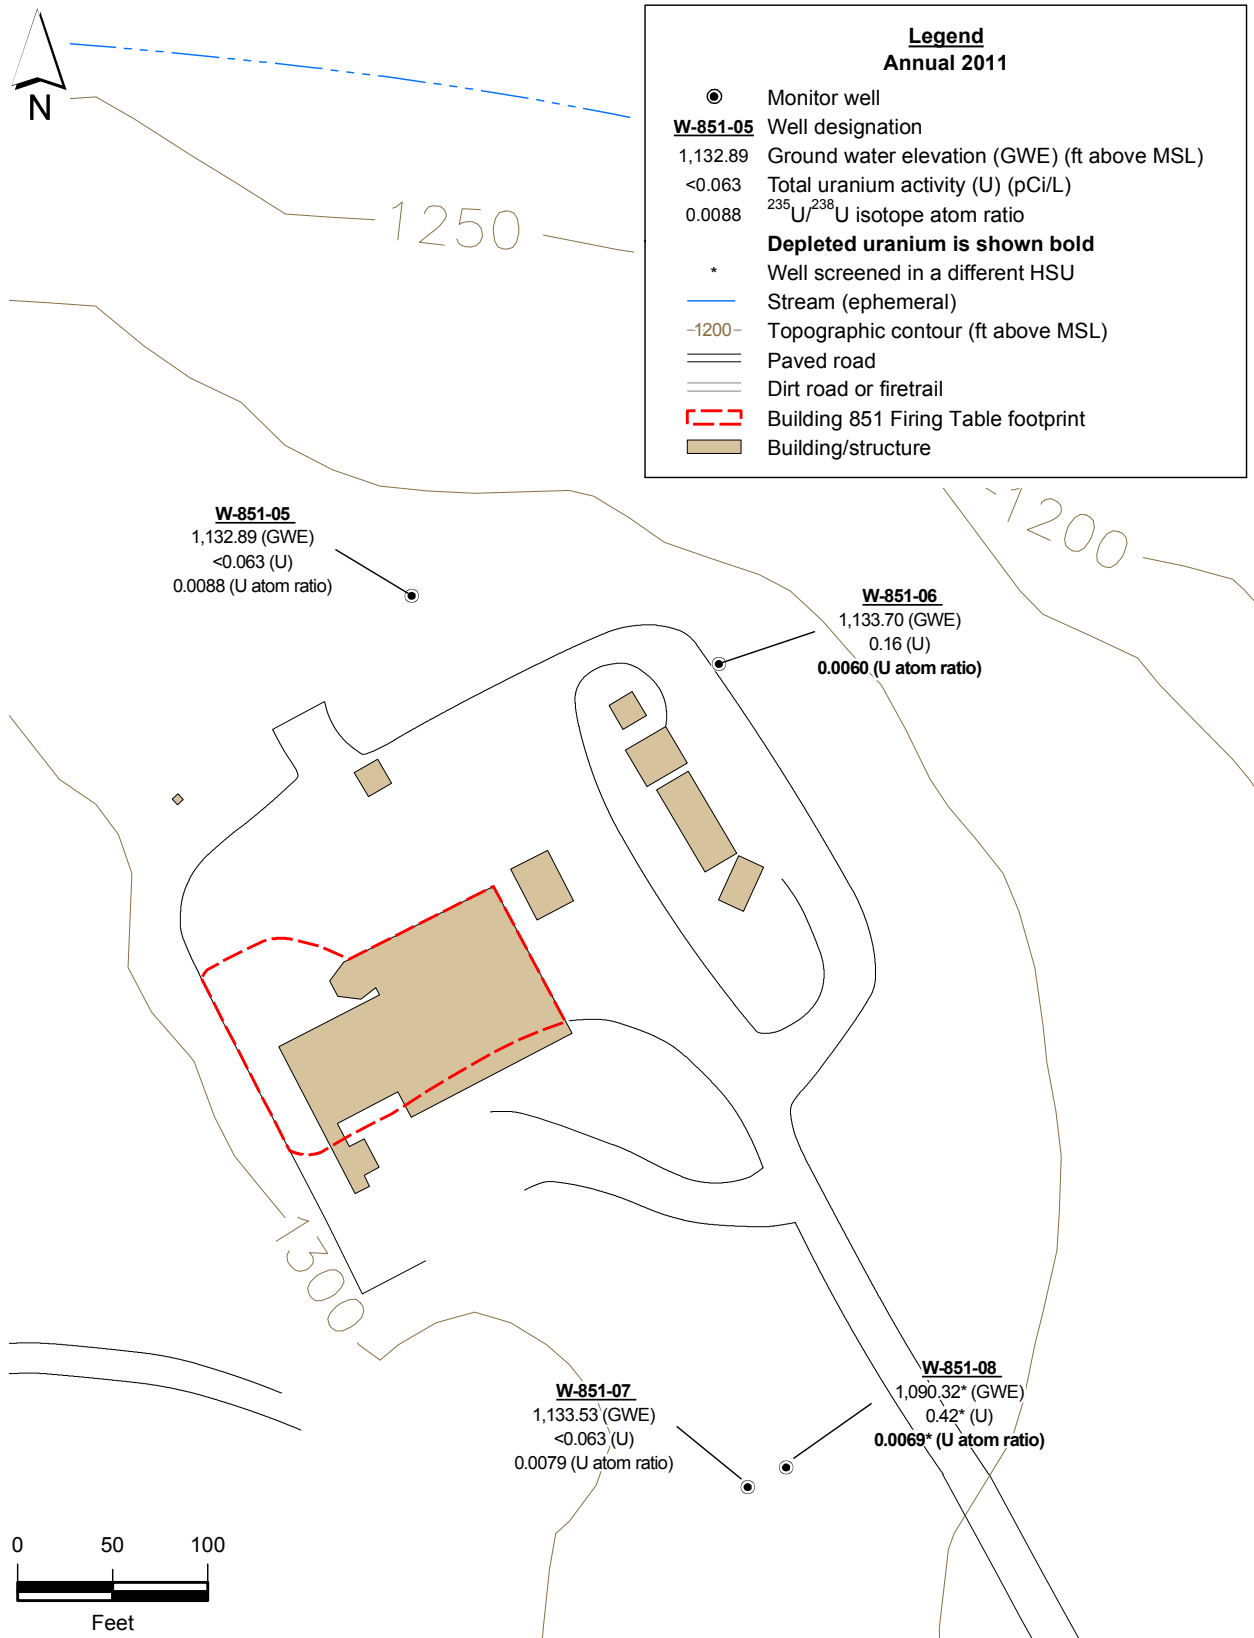 N
Legend
Annual 2011
Monitor well
W-851-05 Well designation
1,132.89 Ground water elevation (GWE) (ft above MSL)
<0.063 Total uranium activity (U) (pCi/L)
0.0088 235U/238U isotope atom ratio
Depleted uranium is shown bold
* Well screened in a different HSU
Stream (ephemeral)
-1200- Topographic contour (ft above MSL)
Paved road
Dirt road or firetrail
Building 851 Firing Table footprint
Building/structure
1250
1200
W-851-05
1,132.89 (GWE)
<0.063 (U)
0.0088 (U atom ratio)
W-851-06
1,133.70 (GWE)
0.16 (U)
0.0060 (U atom ratio)
1300
W-851-07
1,133.53 (GWE)
<0.063 (U)
0.0079 (U atom ratio)
W-851-08
1,090.32* (GWE)
0.42* (U)
0.0069* (U atom ratio)
0 50 100
Feet